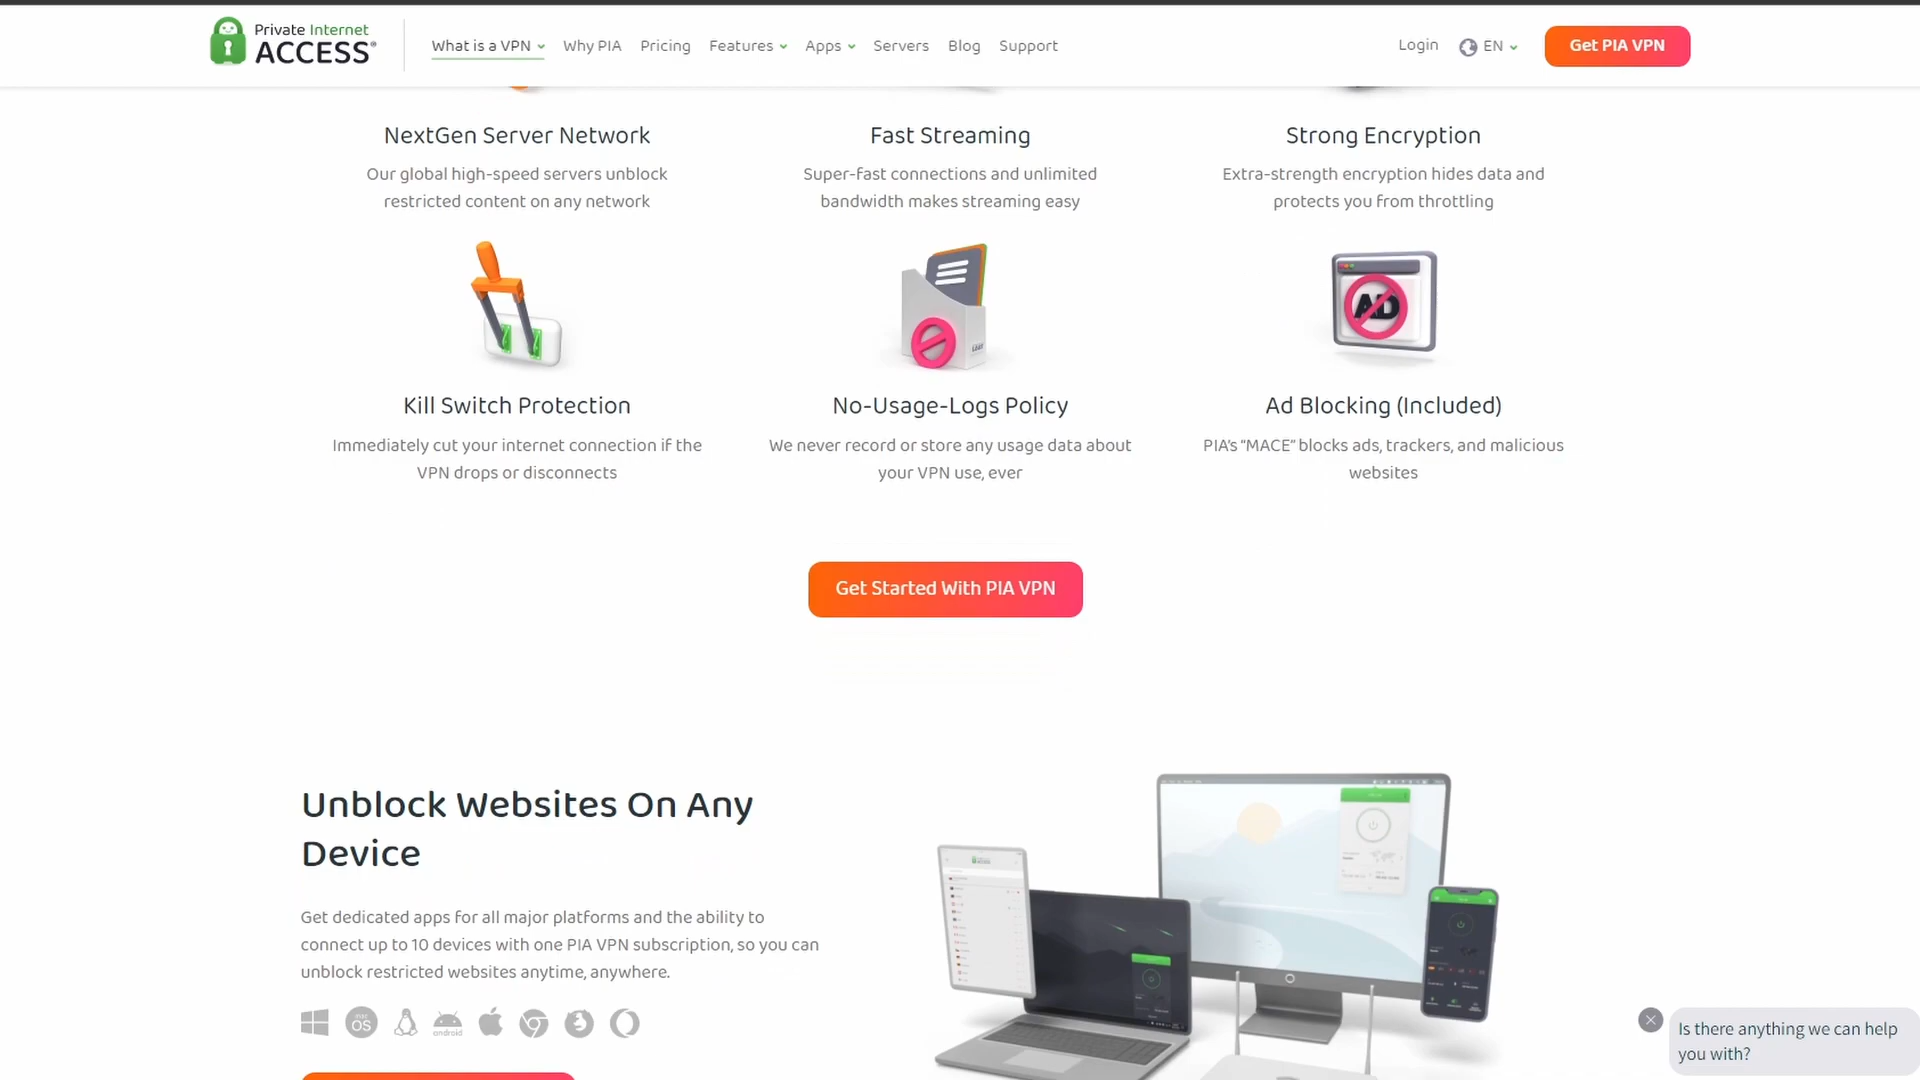 Private Internet
ACCESS®
What is a VPN
Why PIA
Pricing
Features
Apps
Servers
Blog
Support
Login
EN
Get PIA VPN
NextGen Server Network
Our global high-speed servers unblock
restricted content on any network
Fast Streaming
Super-fast connections and unlimited
bandwidth makes streaming easy
Strong Encryption
Extra-strength encryption hides data and
protects you from throttling
AD
Kill Switch Protection
Immediately cut your internet connection if the
VPN drops or disconnects
No-Usage-Logs Policy
We never record or store any usage data about
your VPN use, ever
Ad Blocking (Included)
PIA's "MACE" blocks ads, trackers, and malicious
websites
Get Started With PIA VPN
Unblock Websites On Any
Device
Get dedicated apps for all major platforms and the ability to
connect up to 10 devices with one PIA VPN subscription, so you can
unblock restricted websites anytime, anywhere.
OS
android
Is there anything we can help
you with?